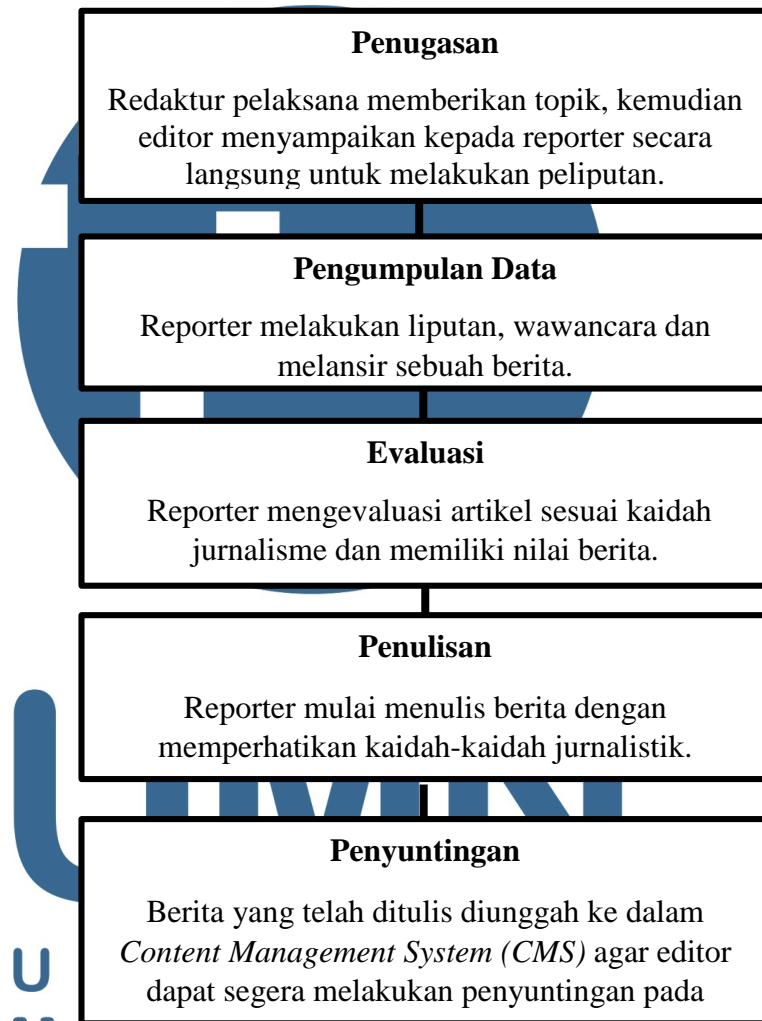 Penugasan
Redaktur pelaksana memberikan topik, kemudian
editor menyampaikan kepada reporter secara
langsung untuk melakukan peliputan.
Pengumpulan Data
Reporter melakukan liputan, wawancara dan
melansir sebuah berita.
Evaluasi
Reporter mengevaluasi artikel sesuai kaidah
jurnalisme dan memiliki nilai berita.
Penulisan
Reporter mulai menulis berita dengan
memperhatikan kaidah-kaidah jurnalistik.
Penyuntingan
Berita yang telah ditulis diunggah ke dalam
Content Management System (CMS) agar editor
dapat segera melakukan penyuntingan pada
U